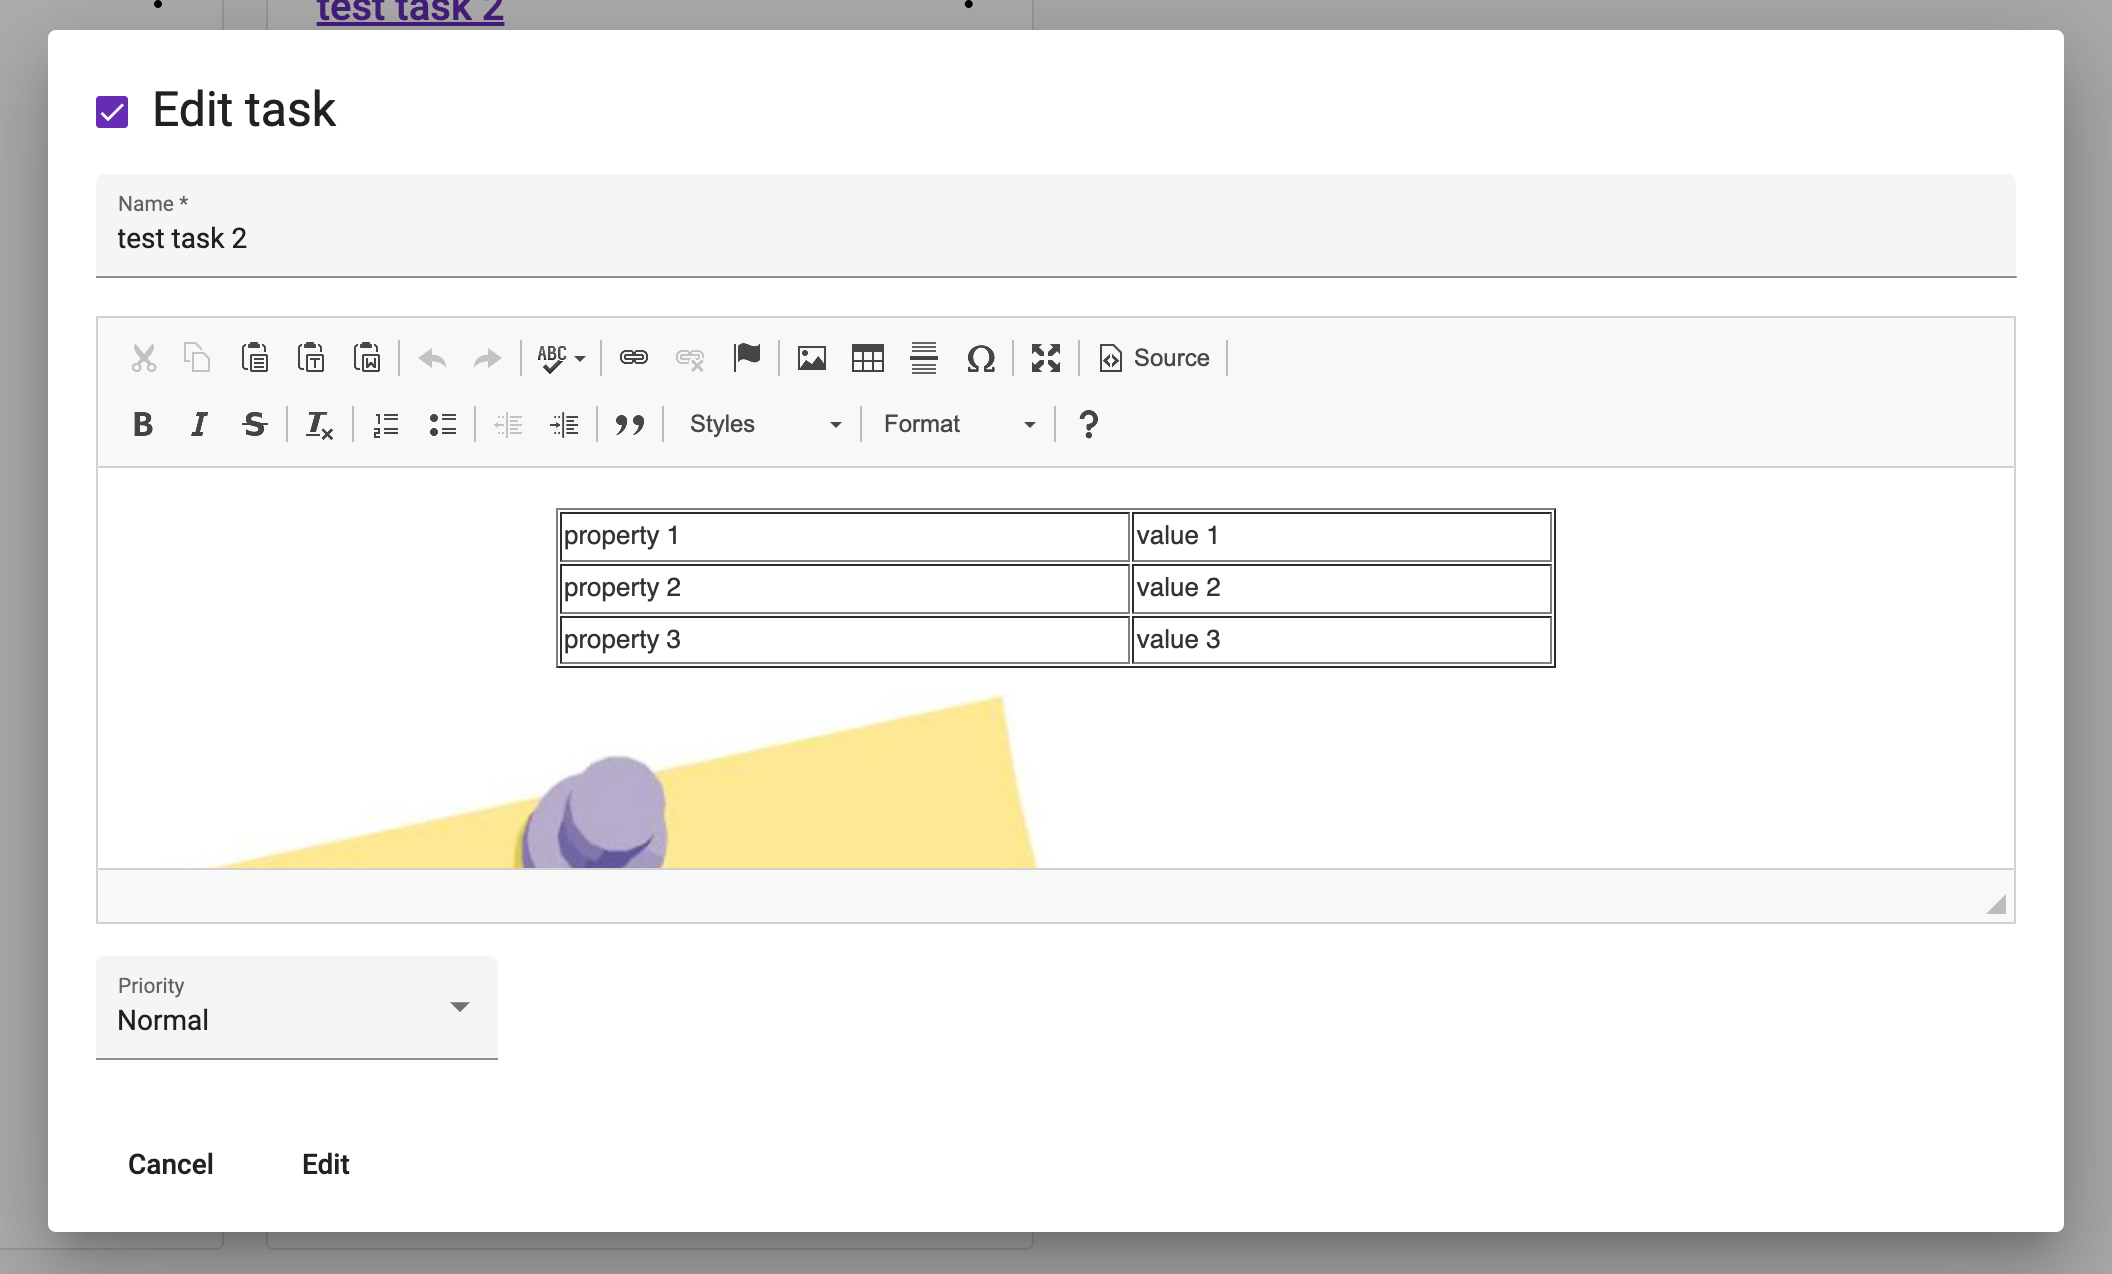 test task 2
Edit task
Name *
test task 2
ABC
Source
B I S Tx
Styles
Format
?
property 1 value 1
property 2 value 2
property 3 value 3
Priority
Normal
Cancel
Edit